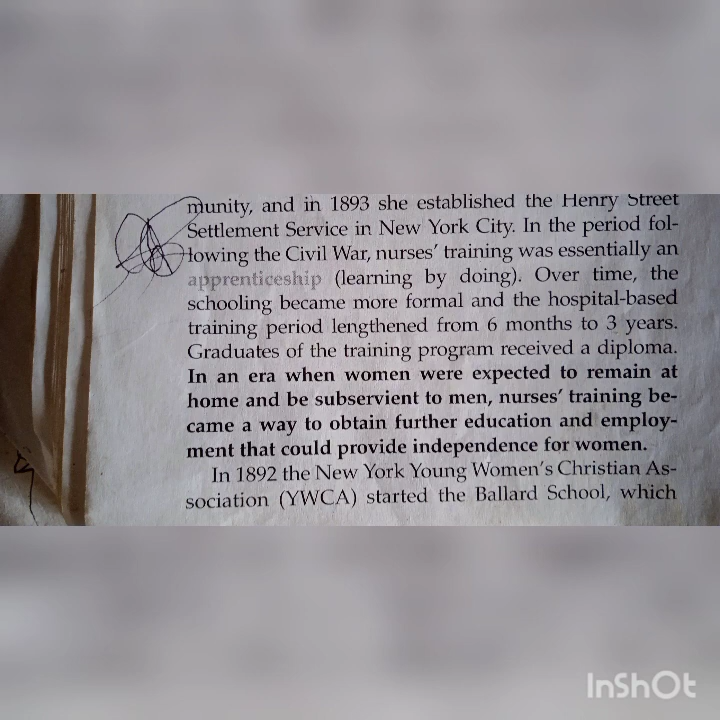 munity, and in 1893 she established the Henry Street
Settlement Service in New York City. In the period fol-
lowing the Civil War, nurses' training was essentially an
apprenticeship (learning by doing). Over time, the
schooling became more formal and the hospital-based
training period lengthened from 6 months to 3 years.
Graduates of the training program received a diploma.
In an era when women were expected to remain at
home and be subservient to men, nurses' training be-
came a way to obtain further education and employ-
ment that could provide independence for women.
In 1892 the New York Young Women's Christian As-
sociation (YWCA) started the Ballard School, which
InShOt